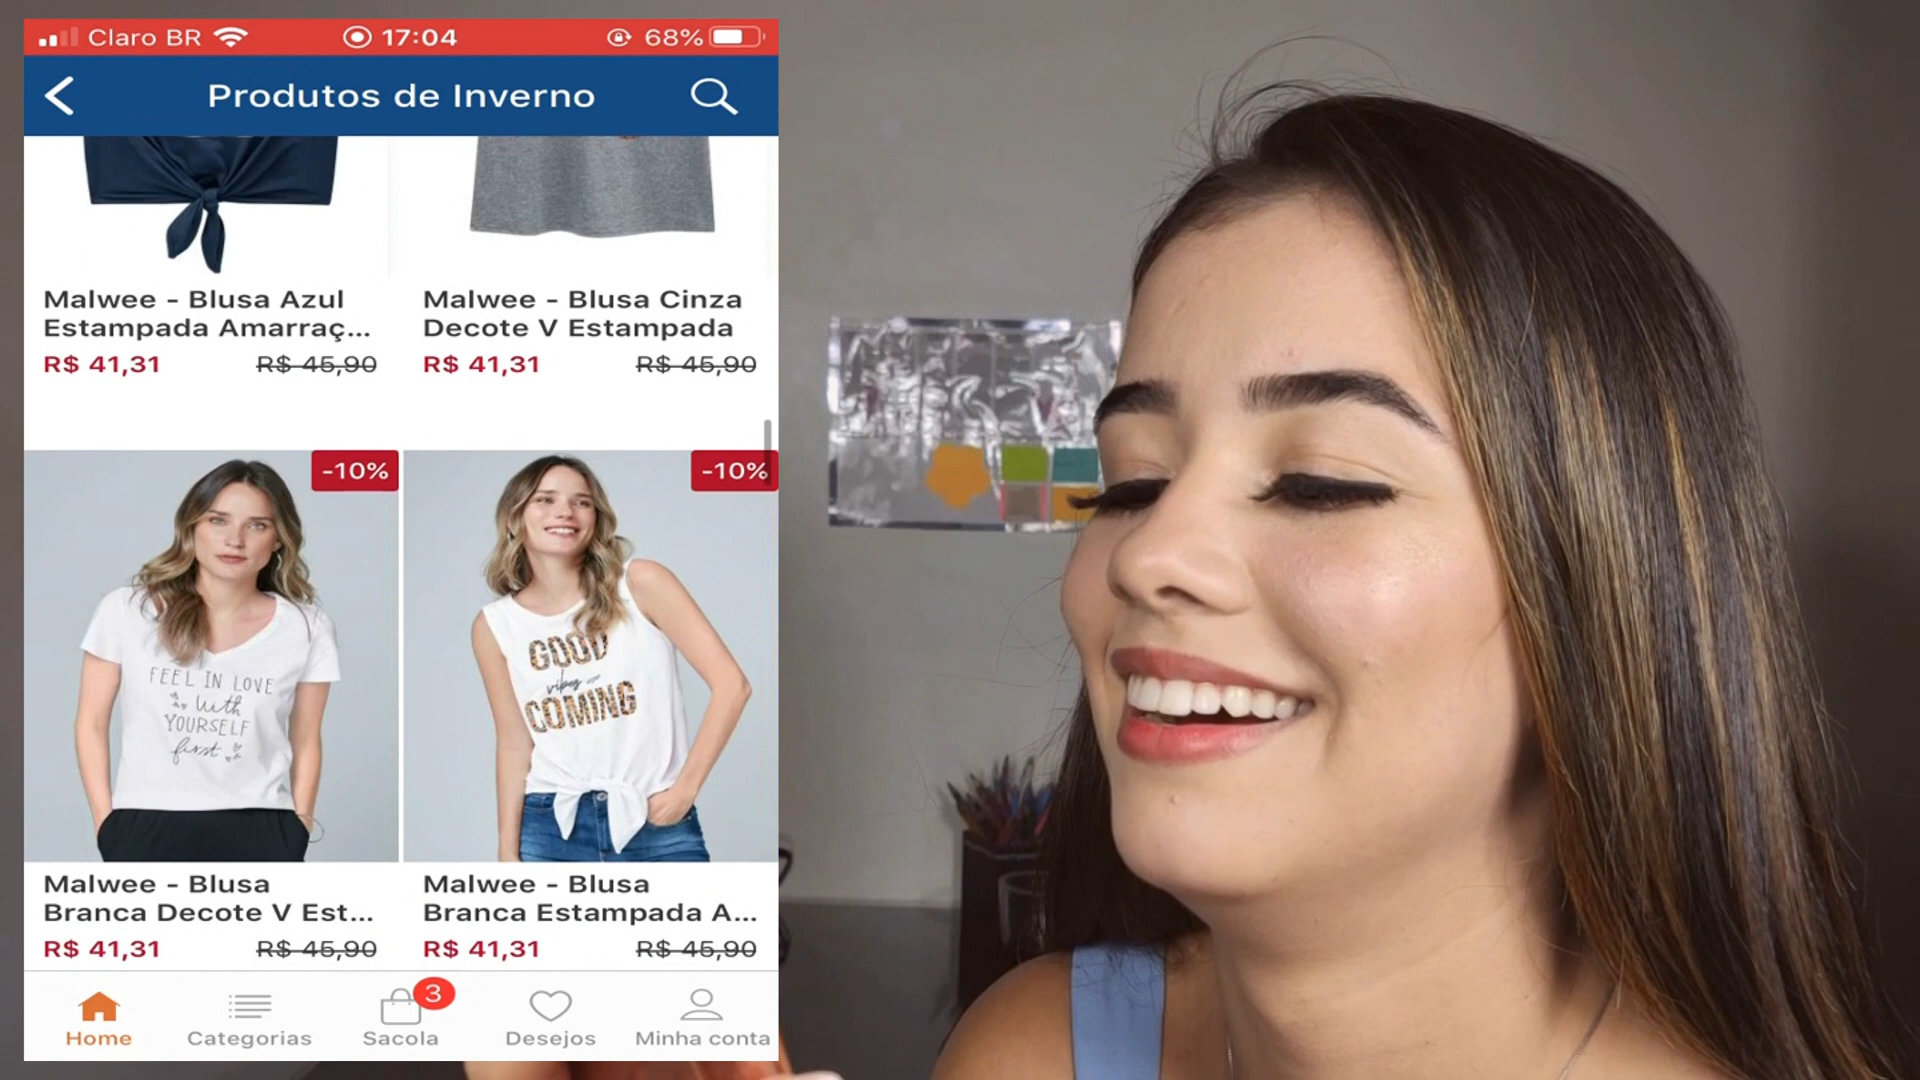 Claro BR
17:04
68%
Produtos de Inverno
Malwee - Blusa Azul
Estampada Amarraç...
R$ 41,31
R$ 45,90
Malwee - Blusa Cinza
Decote V Estampada
R$ 41,31
R$ 45,90
-10%
FEEL IN LOVE
With
YOURSELF
first
-10%
GOOD
vibes
COMING
Malwee - Blusa
Branca Decote V Est...
R$ 41,31
R$ 45,90
Malwee - Blusa
Branca Estampada A...
R$ 41,31
R$ 45,90
Home
Categorias
3
Sacola
Desejos
Minha conta